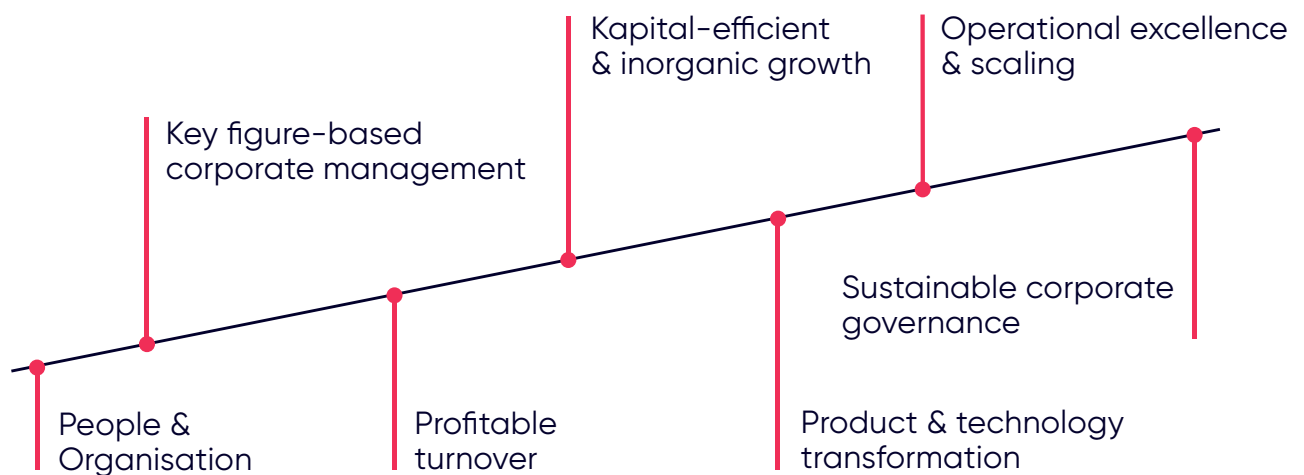 Kapital-efficient
& inorganic growth
Operational excellence
& scaling
Key figure-based
corporate management
Sustainable corporate
governance
People &
Organisation
Profitable
turnover
Product & technology
transformation